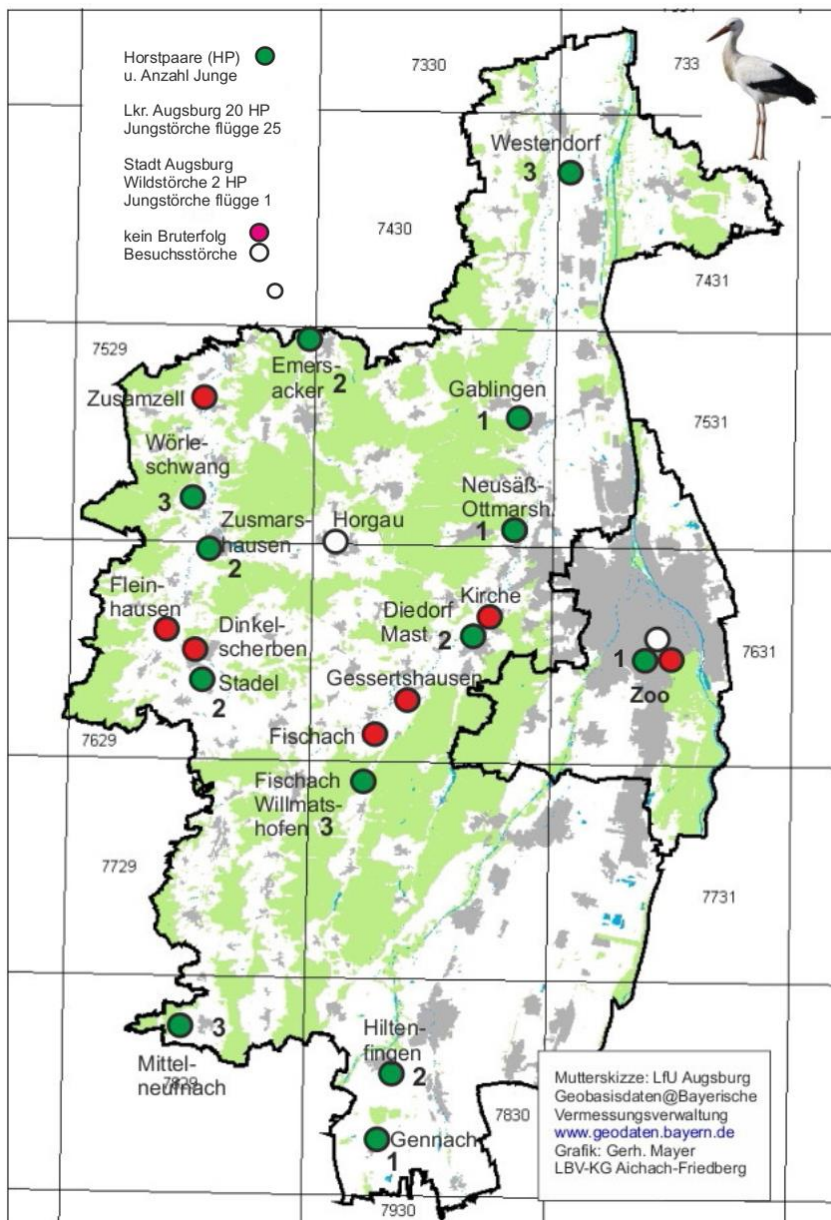 Horstpaare (HP)
u. Anzahl Junge
Lkr. Augsburg 20 HP
Jungstörche flügge 25
Stadt Augsburg
Wildstörche 2 HP
Jungstörche flügge 1
kein Bruterfolg
Besuchsstörche
7330
733
Westendorf
3
7430
7431
7529
Emers-
acker 2
Zusamzell
Gablingen
1
7531
Wörle-
schwang
3
Zusmars-
hausen
2
Horgau
Neusäß-
Ottmarsh.
1
Flein-
hausen
Kirche
Diedorf
Mast
2
Dinkel-
scherben
Stadel
2
Gessertshausen
1
Zoo
7631
7629
Fischach
Fischach
Willmats-
hofen 3
7729
7731
3
Mittel-
neufnach
7829
Hilten-
fingen
2
Gennach
1
7830
7930
Mutterskizze: LfU Augsburg
Geobasisdaten@Bayerische
Vermessungsverwaltung
www.geodaten.bayern.de
Grafik: Gerh. Mayer
LBV-KG Aichach-Friedberg